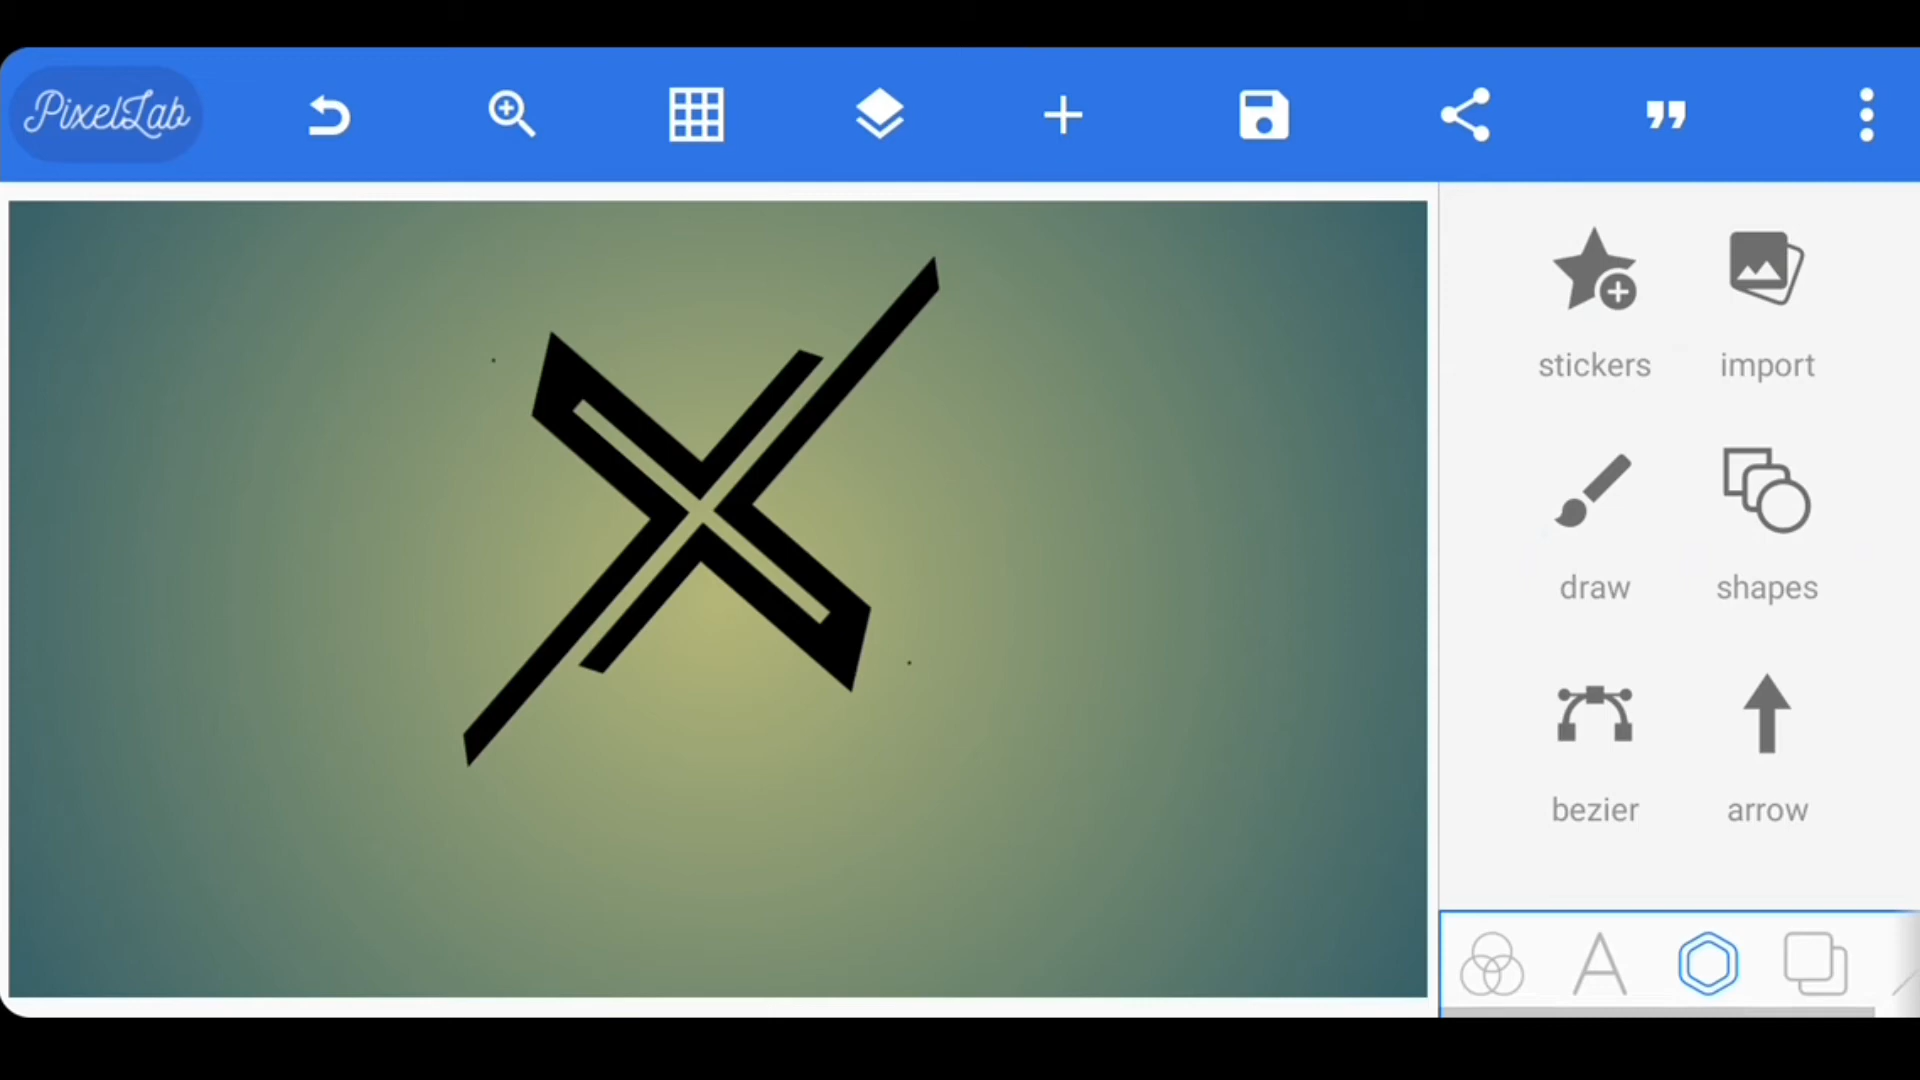 PixelLab
stickers
import
draw
shapes
bezier
arrow